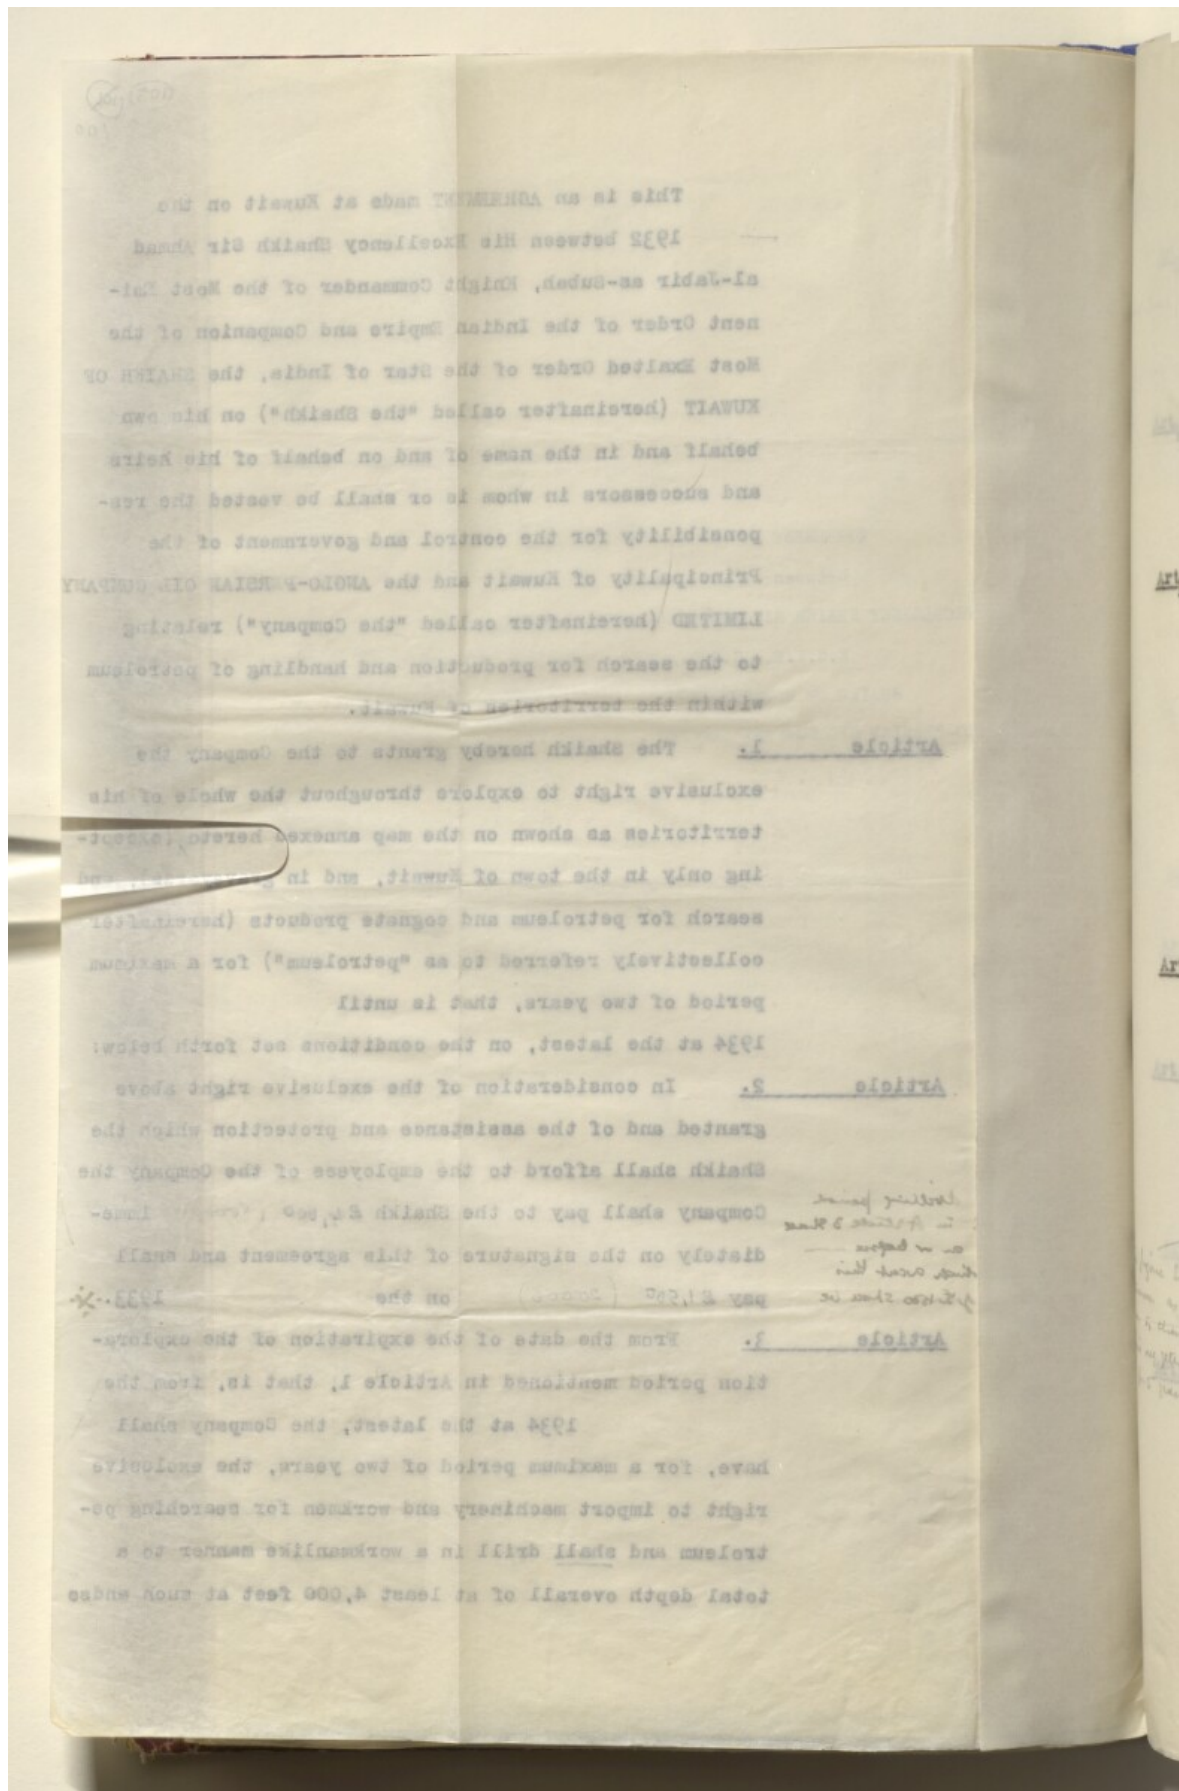 This is an AGREEMENT made at Kuwait on the
1932 between His Excellency Shaikh Sir Ahmad
al-Jabir as-Subah, Knight Commander of the Most Emi-
nent Order of the Indian Empire and Companion of the
Most Exalted Order of the Star of India, the SHAIKH OF
KUWAIT (hereinafter called "the Shaikh") on his own
behalf and in the name of and on behalf of his heirs
and successors in whom is or shall be vested the res-
ponsibility for the control and government of the
Principality of Kuwait and the ANGLO-PERSIAN OIL COMPANY
LIMITED (hereinafter called "the Company") relating
to the search for production and handling of petroleum
within the territories of Kuwait.
Article 1. The Shaikh hereby grants to the Company the
exclusive right to explore throughout the whole of his
territories as shown on the map annexed hereto (except-
ing only in the town of Kuwait, and in and
search for petroleum and cognate products (hereinafter
collectively referred to as "petroleum") for a maximum
period of two years, that is until
1934 at the latest, on the conditions set forth below:
Article 2. In consideration of the exclusive right above
granted and of the assistance and protection which the
Shaikh shall afford to the employees of the Company the
Company shall pay to the Shaikh imme-
diately on the signature of this agreement and shall
pay £1,500 on the 1933.
Article 3. From the date of the expiration of the explora-
tion period mentioned in Article 1, that is, from the
1934 at the latest, the Company shall
have, for a maximum period of two years, the exclusive
right to import machinery and workmen for searching pe-
troleum and shall drill in a workmanlike manner to a
total depth overall of at least 4,000 feet at such
Art
Art
Ar
Art